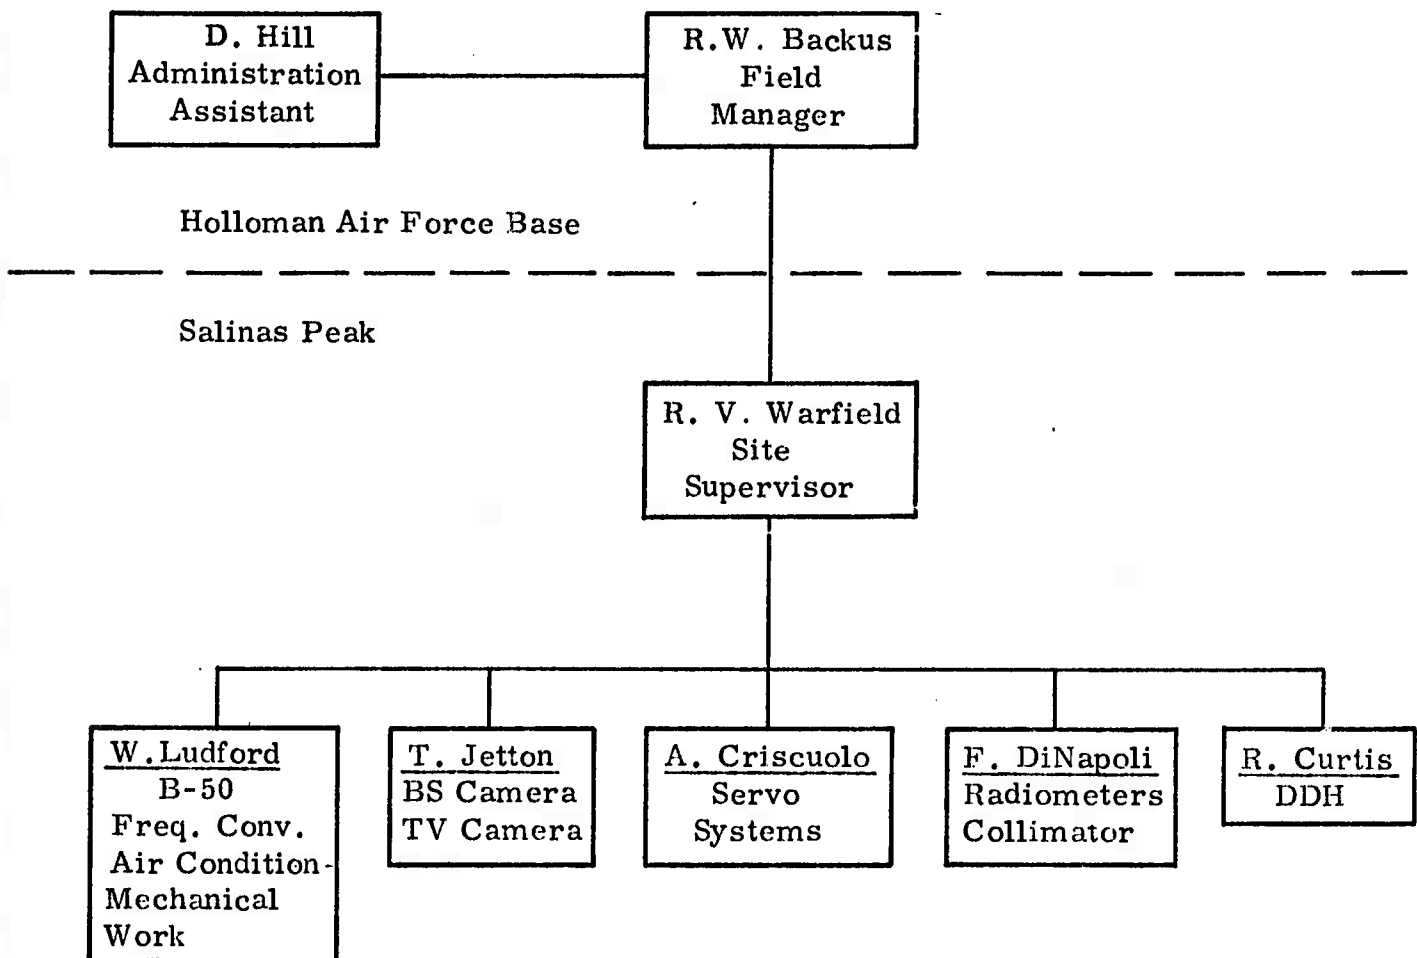 D. Hill
Administration
Assistant
R.W. Backus
Field
Manager
Holloman Air Force Base
Salinas Peak
R. V. Warfield
Site
Supervisor
W.Ludford
B-50
Freq. Conv.
Air Condition-
Mechanical
Work
T. Jetton
BS Camera
TV Camera
A. Criscuolo
Servo
Systems
F. DiNapoli
Radiometers
Collimator
R. Curtis
DDH